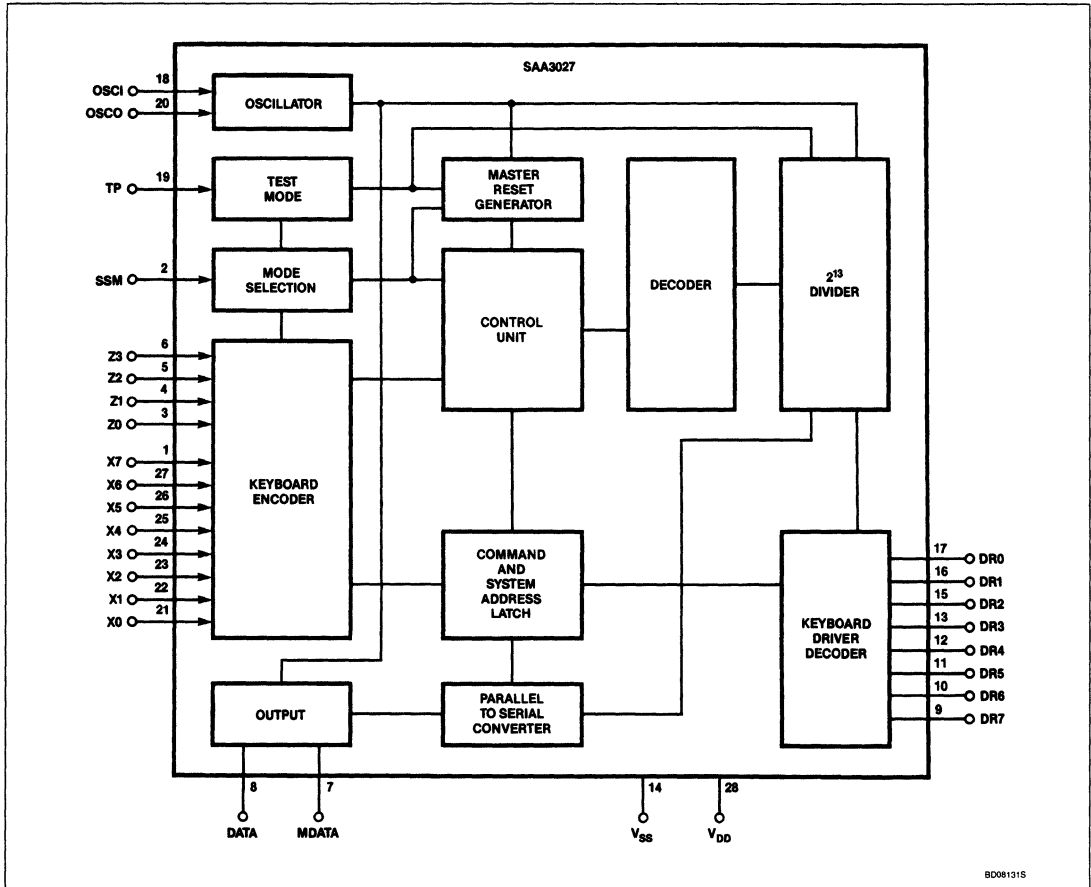 SAA3027
OSCI 18
OSCO 20
OSCILLATOR
TP 19
TEST
MODE
MASTER
RESET
GENERATOR
SSM 2
MODE
SELECTION
CONTROL
UNIT
DECODER
2¹³
DIVIDER
Z3 6
Z2 5
Z1 4
Z0 3
X7 1
X6 27
X5 26
X4 25
X3 24
X2 23
X1 22
X0 21
KEYBOARD
ENCODER
COMMAND
AND
SYSTEM
ADDRESS
LATCH
KEYBOARD
DRIVER
DECODER
17 DR0
16 DR1
15 DR2
13 DR3
12 DR4
11 DR5
10 DR6
9 DR7
OUTPUT
PARALLEL
TO SERIAL
CONVERTER
8 7 14 28
DATA MDATA VSS VDD
BD08131S